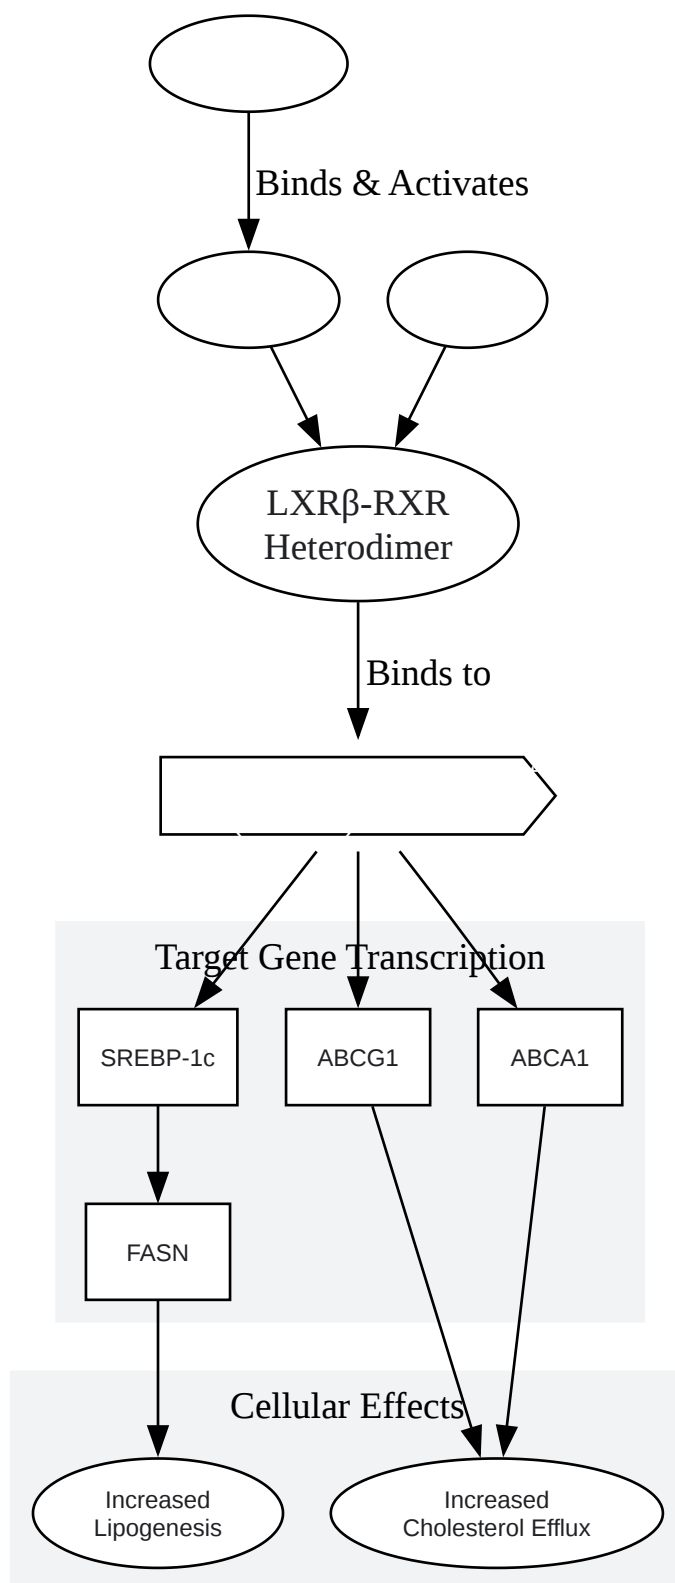 Binds & Activates
LXRβ-RXR
Heterodimer
Binds to
Target Gene Transcription
SREBP-1c
ABCG1
ABCA1
FASN
Cellular Effects
Increased
Lipogenesis
Increased
Cholesterol Efflux